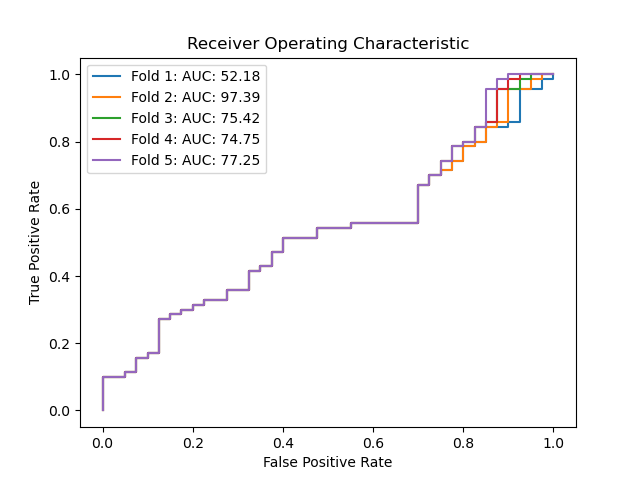 Receiver Operating Characteristic
Fold 1: AUC: 52.18
Fold 2: AUC: 97.39
Fold 3: AUC: 75.42
Fold 4: AUC: 74.75
Fold 5: AUC: 77.25
True Positive Rate
1.0
0.8
0.6
0.4
0.2
0.0
0.0 0.2 0.4 0.6 0.8 1.0
False Positive Rate